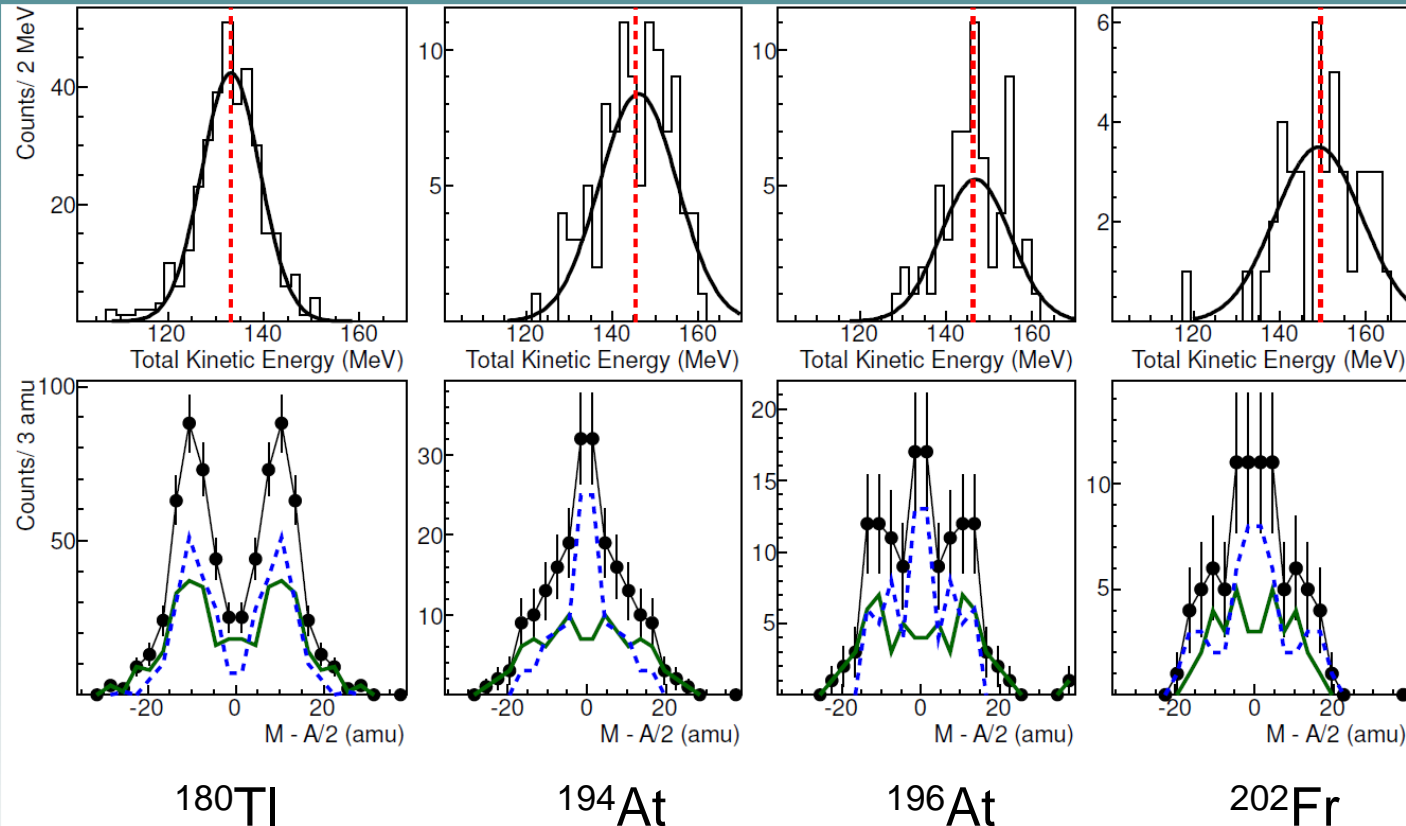 Counts/ 2 MeV
40
20
120 140 160
Total Kinetic Energy (MeV)
10
5
120 140 160
Total Kinetic Energy (MeV)
10
5
120 140 160
Total Kinetic Energy (MeV)
6
4
2
120 140 160
Total Kinetic Energy (MeV)
Counts/ 3 amu
100
50
-20 0 20
M - A/2 (amu)
30
20
10
-20 0 20
M - A/2 (amu)
20
15
10
5
-20 0 20
M - A/2 (amu)
10
5
-20 0 20
M - A/2 (amu)
¹⁸⁰Tl
¹⁹⁴At
¹⁹⁶At
²⁰²Fr